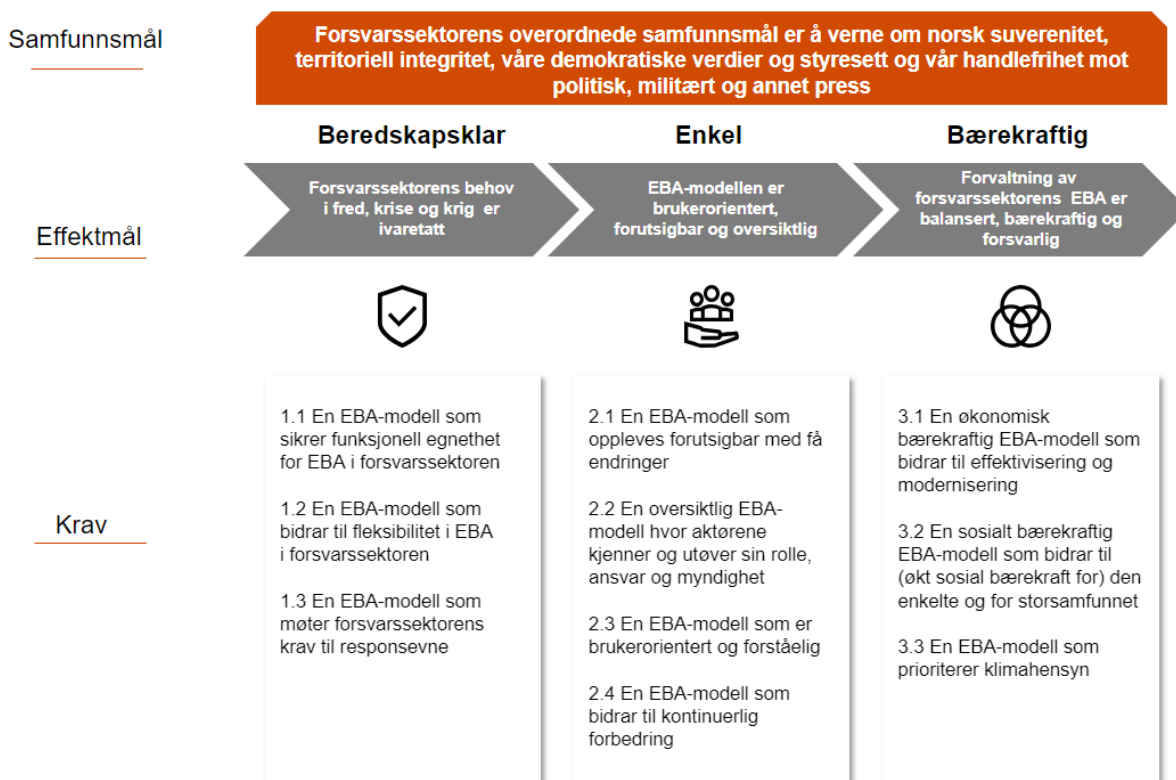 Samfunnsmål
Forsvarssektorens overordnede samfunnsmål er å verne om norsk suverenitet,
territoriell integritet, våre demokratiske verdier og styresett og vår handlefrihet mot
politisk, militært og annet press
Beredskapsklar
Enkel
Bærekraftig
Effektmål
Forsvarssektorens behov
i fred, krise og krig er
ivaretatt
EBA-modellen er
brukerorientert,
forutsigbar og oversiktlig
Forvaltning av
forsvarssektorens EBA er
balansert, bærekraftig og
forsvarlig
Krav
1.1 En EBA-modell som
sikrer funksjonell egnethet
for EBA i forsvarssektoren
1.2 En EBA-modell som
bidrar til fleksibilitet i EBA
i forsvarssektoren
1.3 En EBA-modell som
møter forsvarssektorens
krav til responsevne
2.1 En EBA-modell som
oppleves forutsigbar med få
endringer
2.2 En oversiktlig EBA-
modell hvor aktørene
kjenner og utøver sin rolle,
ansvar og myndighet
2.3 En EBA-modell som er
brukerorientert og forståelig
2.4 En EBA-modell som
bidrar til kontinuerlig
forbedring
3.1 En økonomisk
bærekraftig EBA-modell som
bidrar til effektivisering og
modernisering
3.2 En sosialt bærekraftig
EBA-modell som bidrar til
(økt sosial bærekraft for) den
enkelte og for storsamfunnet
3.3 En EBA-modell som
prioriterer klimahensyn